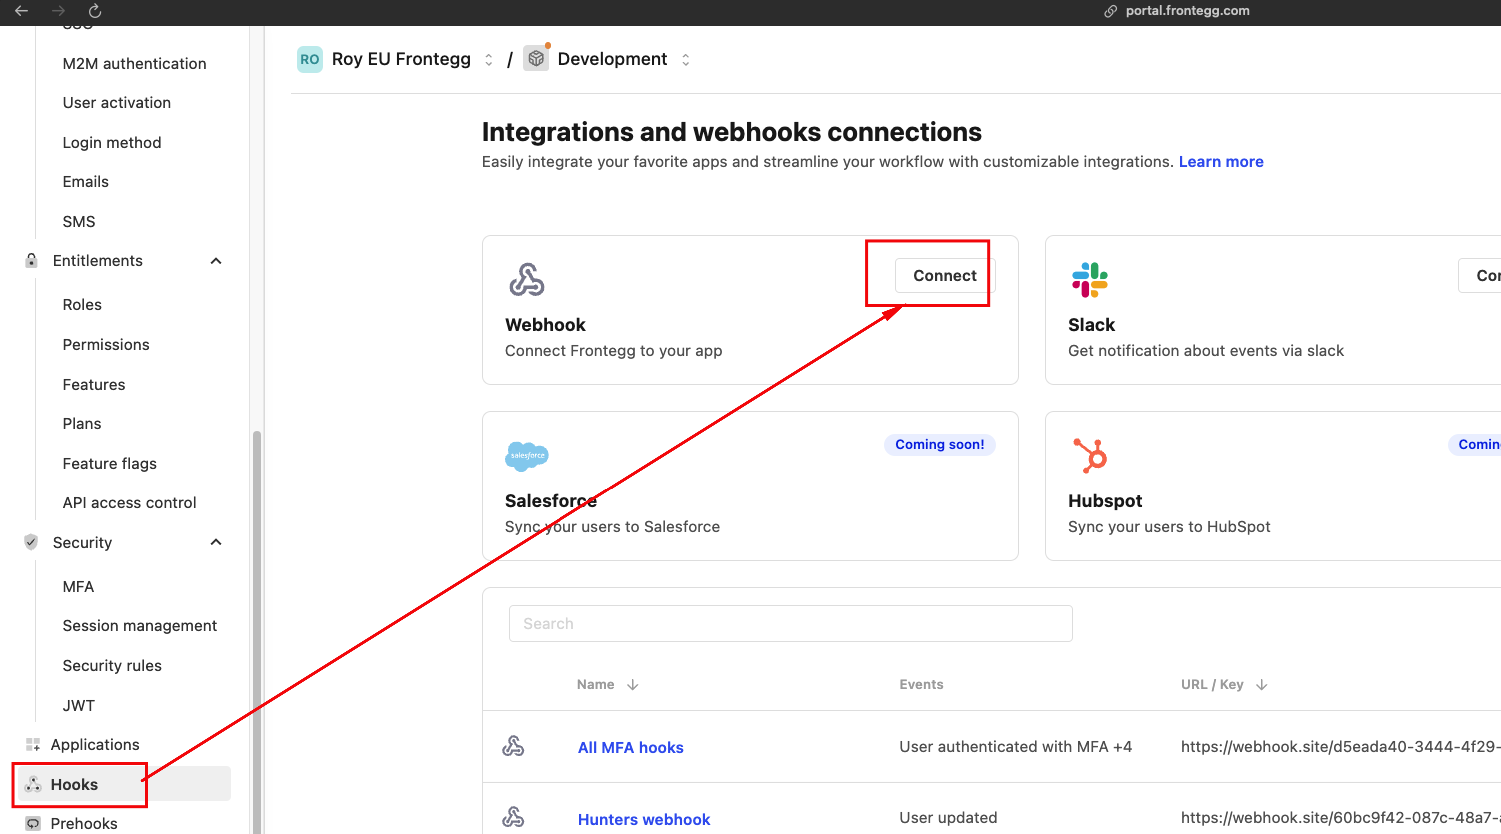 portal.frontegg.com
M2M authentication
User activation
Login method
Emails
SMS
Entitlements
Roles
Permissions
Features
Plans
Feature flags
API access control
Security
MFA
Session management
Security rules
JWT
Applications
Hooks
Prehooks
RO Roy EU Frontegg / Development
Integrations and webhooks connections
Easily integrate your favorite apps and streamline your workflow with customizable integrations. Learn more
Connect
Webhook
Connect Frontegg to your app
Con
Slack
Get notification about events via slack
salesforce
Coming soon!
Salesforce
Sync your users to Salesforce
Comin
Hubspot
Sync your users to HubSpot
Search
Name Events URL / Key
All MFA hooks User authenticated with MFA +4 https://webhook.site/d5eada40-3444-4f29-
Hunters webhook User updated https://webhook.site/60bc9f42-087c-48a7-